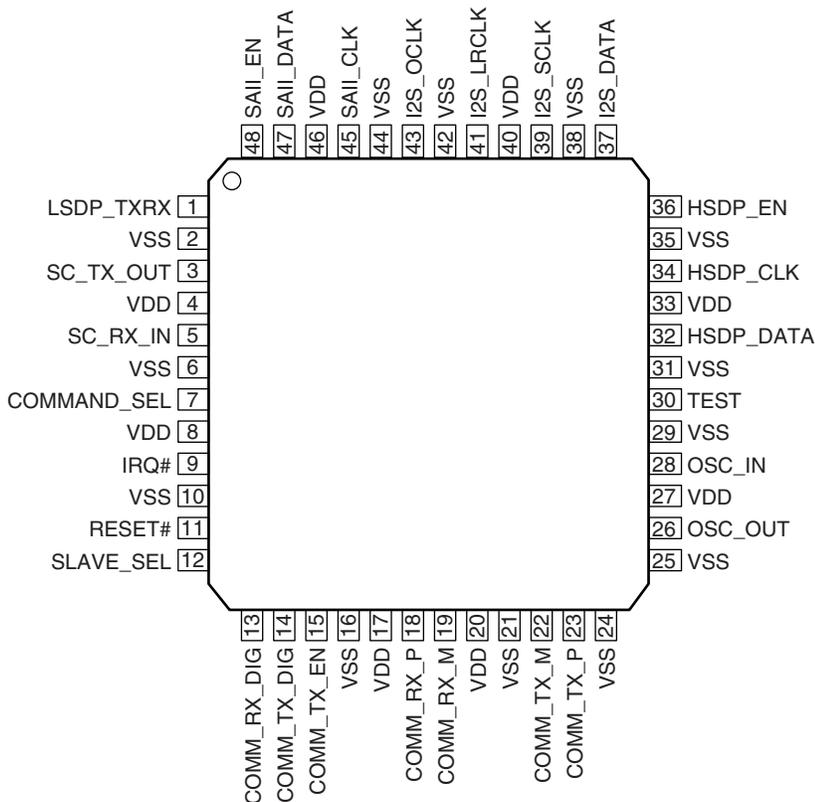 48 SAII_EN
47 SAII_DATA
46 VDD
45 SAII_CLK
44 VSS
43 I2S_OCLK
42 VSS
41 I2S_LRCLK
40 VDD
39 I2S_SCLK
38 VSS
37 I2S_DATA
LSDP_TXRX 1
VSS 2
SC_TX_OUT 3
VDD 4
SC_RX_IN 5
VSS 6
COMMAND_SEL 7
VDD 8
IRQ# 9
VSS 10
RESET# 11
SLAVE_SEL 12
36 HSDP_EN
35 VSS
34 HSDP_CLK
33 VDD
32 HSDP_DATA
31 VSS
30 TEST
29 VSS
28 OSC_IN
27 VDD
26 OSC_OUT
25 VSS
COMM_RX_DIG 13
COMM_TX_DIG 14
COMM_TX_EN 15
VSS 16
VDD 17
COMM_RX_P 18
COMM_RX_M 19
VDD 20
VSS 21
COMM_TX_M 22
COMM_TX_P 23
VSS 24